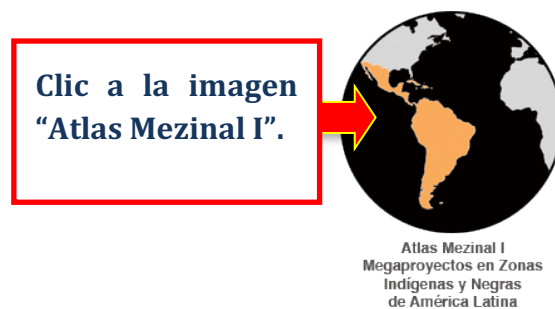 Clic a la imagen
“Atlas Mezinal I”.
Atlas Mezinal I
Megaproyectos en Zonas
Indígenas y Negras
de América Latina